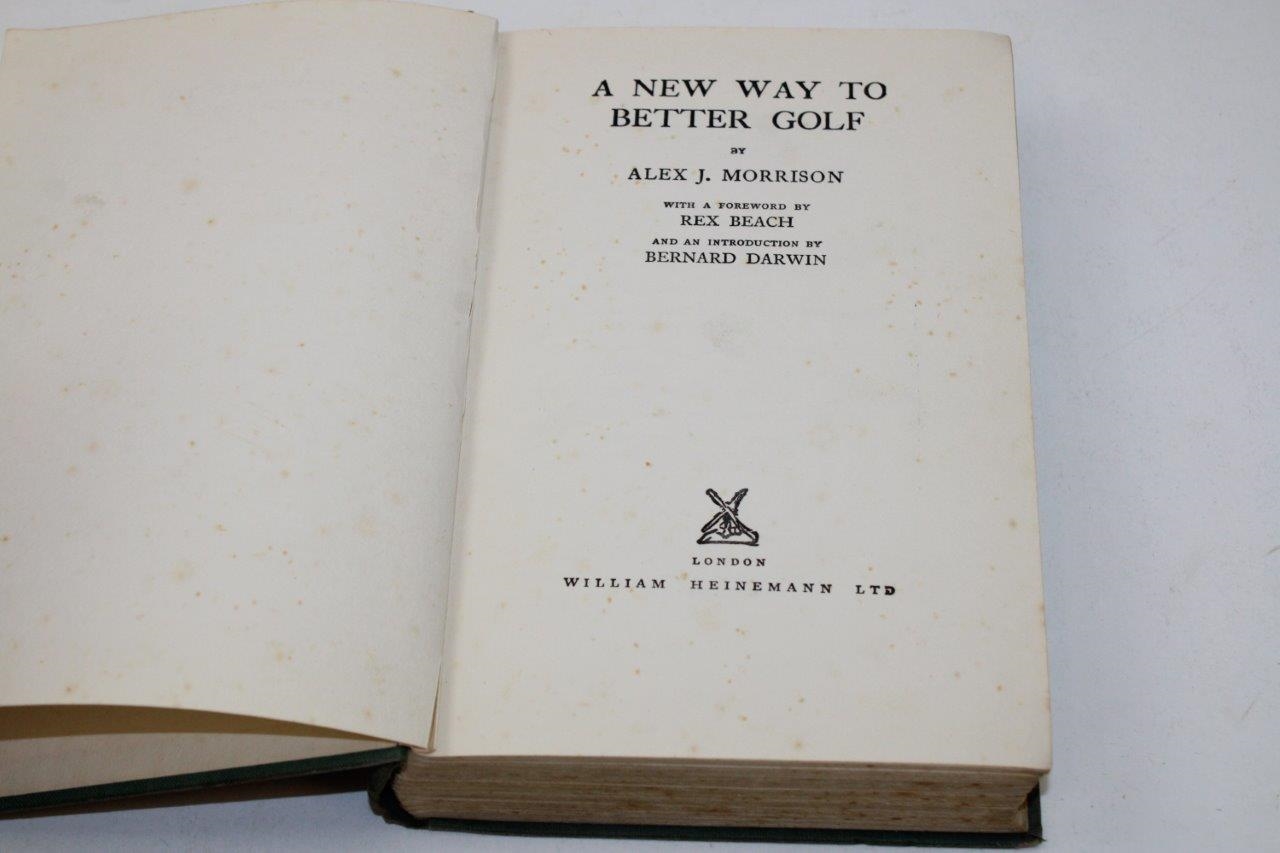 A NEW WAY TO
BETTER GOLF
BY
ALEX J. MORRISON
WITH A FOREWORD BY
REX BEACH
AND AN INTRODUCTION BY
BERNARD DARWIN
LONDON
WILLIAM HEINEMANN LTD